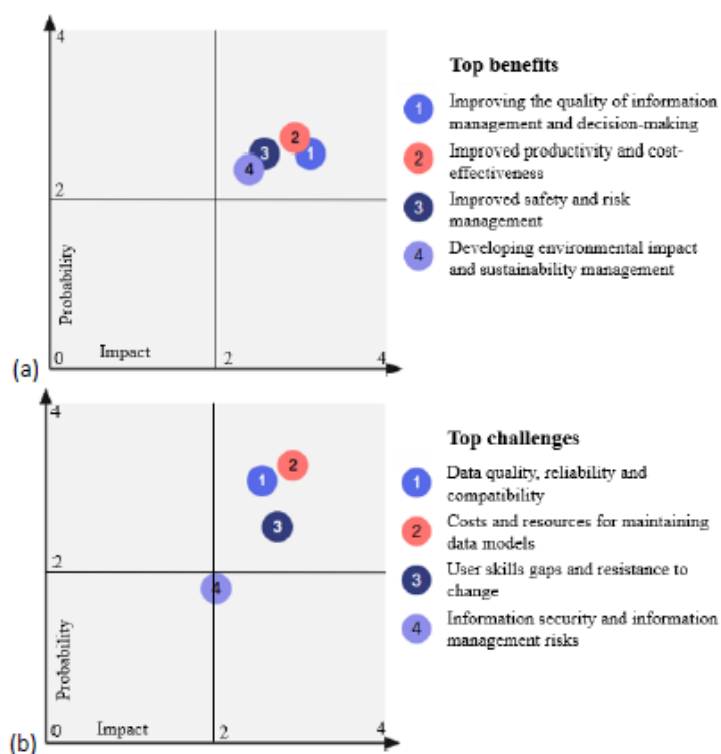 4
Top benefits
1 Improving the quality of information
management and decision-making
2 Improved productivity and cost-
effectiveness
3 Improved safety and risk
management
4 Developing environmental impact
and sustainability management
2
3
1
4
2
Probability
0 Impact 2 4
(a)
4
Top challenges
1 Data quality, reliability and
compatibility
2 Costs and resources for maintaining
data models
3 User skills gaps and resistance to
change
4 Information security and information
management risks
2
1
3
2
4
Probability
0 Impact 2 4
(b)